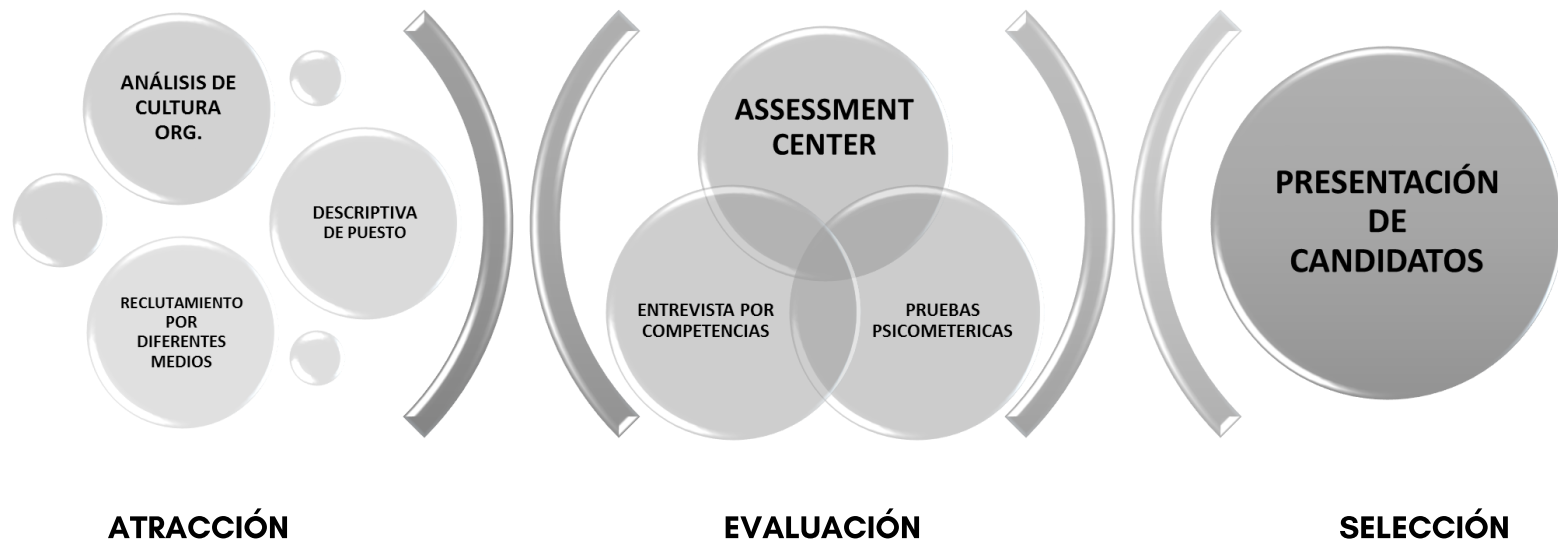 ANÁLISIS DE
CULTURA
ORG.
DESCRIPTIVA
DE PUESTO
RECLUTAMIENTO
POR
DIFERENTES
MEDIOS
ASSESSMENT
CENTER
ENTREVISTA POR
COMPETENCIAS
PRUEBAS
PSICOMETERICAS
PRESENTACIÓN
DE
CANDIDATOS
ATRACCIÓN
EVALUACIÓN
SELECCIÓN